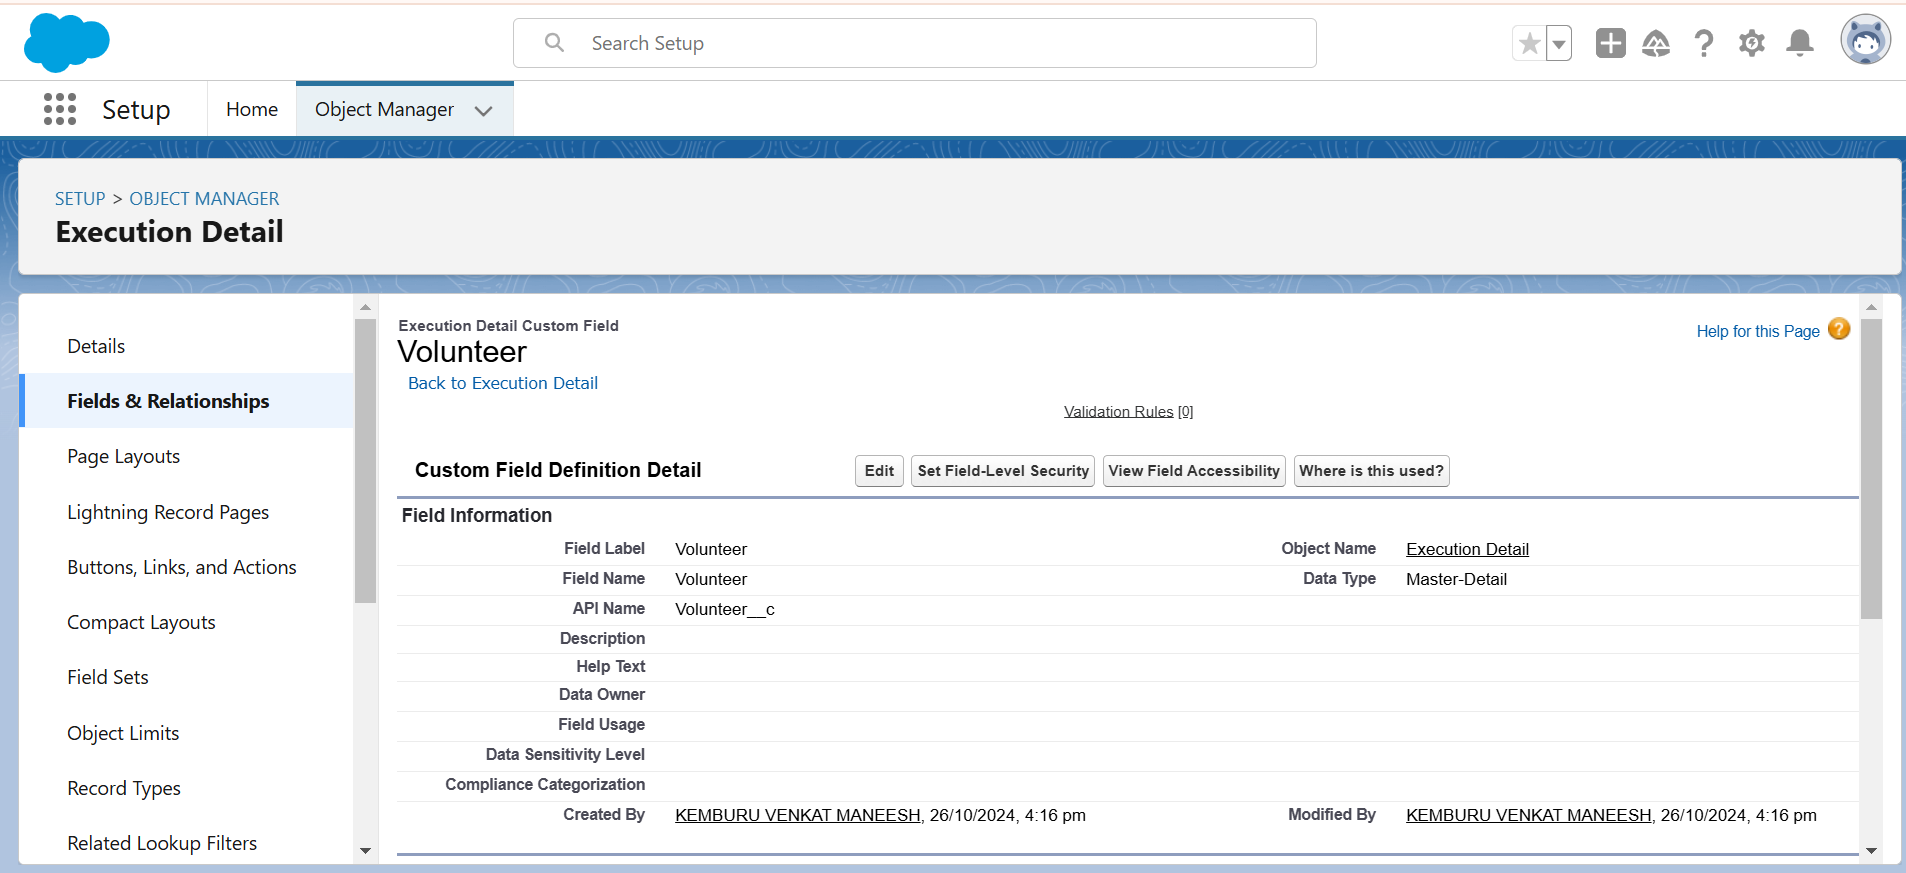 Search Setup
Setup
Home
Object Manager
SETUP > OBJECT MANAGER
Execution Detail
Details
Fields & Relationships
Page Layouts
Lightning Record Pages
Buttons, Links, and Actions
Compact Layouts
Field Sets
Object Limits
Record Types
Related Lookup Filters
Execution Detail Custom Field
Volunteer
Back to Execution Detail
Help for this Page ?
Validation Rules [0]
Custom Field Definition Detail
Edit
Set Field-Level Security
View Field Accessibility
Where is this used?
Field Information
Field Label Volunteer Object Name Execution Detail
Field Name Volunteer Data Type Master-Detail
API Name Volunteer__c
Description
Help Text
Data Owner
Field Usage
Data Sensitivity Level
Compliance Categorization
Created By KEMBURU VENKAT MANEESH, 26/10/2024, 4:16 pm Modified By KEMBURU VENKAT MANEESH, 26/10/2024, 4:16 pm